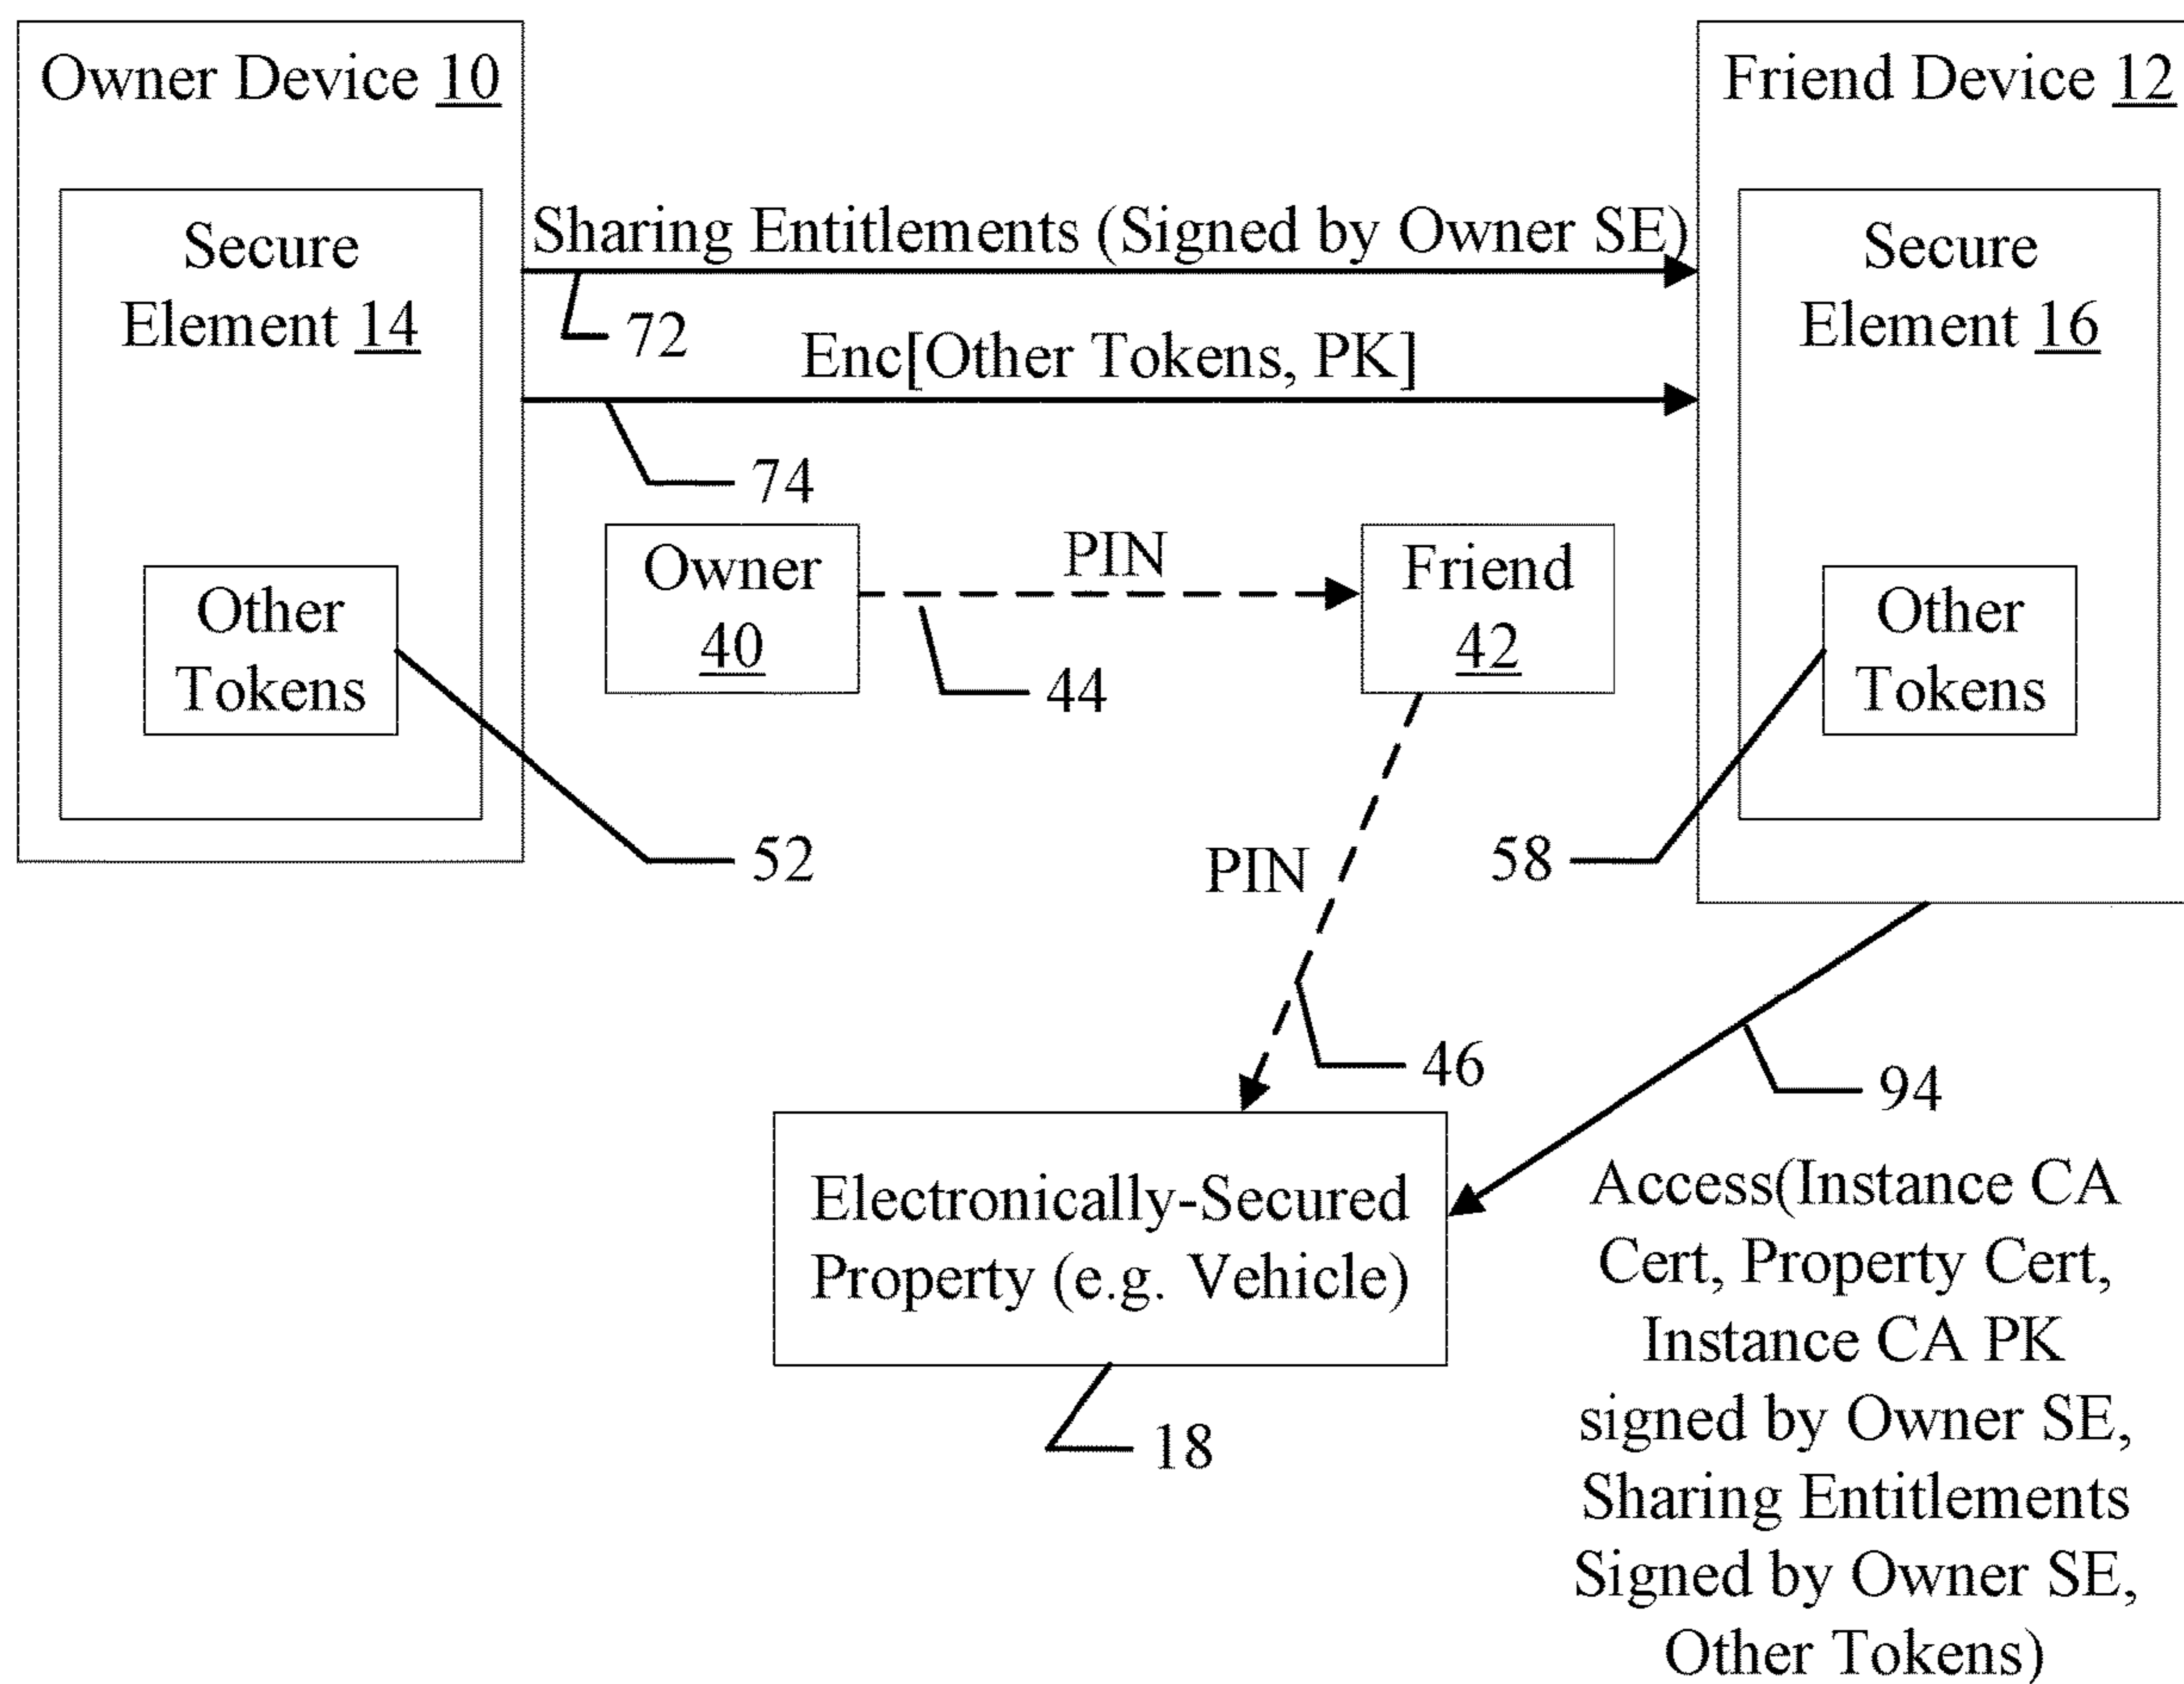 Owner Device 10
Friend Device 12
Secure
Element 14
Sharing Entitlements (Signed by Owner SE)
72
Enc[Other Tokens, PK]
74
Secure
Element 16
Owner
40
PIN
44
Friend
42
Other
Tokens
52
Other
Tokens
58
PIN
46
94
Electronically-Secured
Property (e.g. Vehicle)
18
Access(Instance CA
Cert, Property Cert,
Instance CA PK
signed by Owner SE,
Sharing Entitlements
Signed by Owner SE,
Other Tokens)